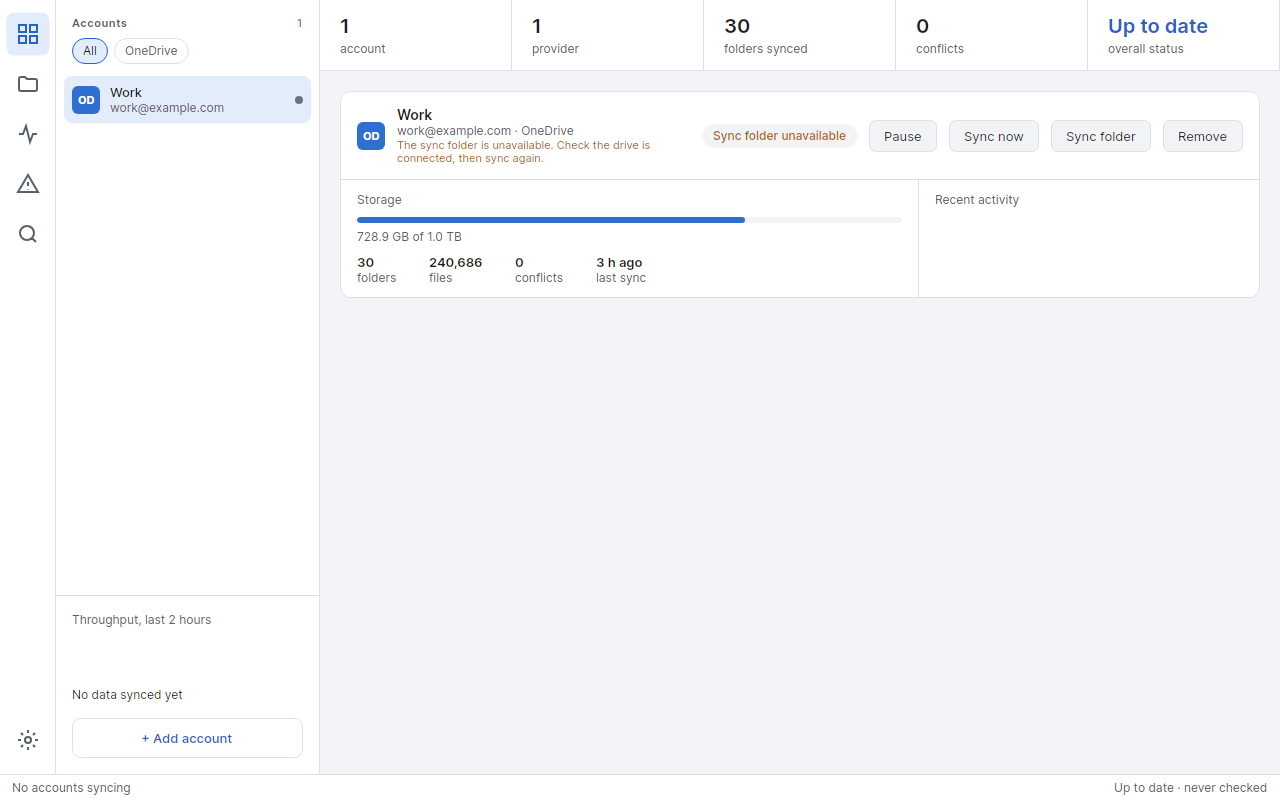 Accounts 1
All
OneDrive
OD
Work
work@example.com
Throughput, last 2 hours
No data synced yet
+ Add account
1
account
1
provider
30
folders synced
0
conflicts
Up to date
overall status
OD
Work
work@example.com · OneDrive
The sync folder is unavailable. Check the drive is
connected, then sync again.
Sync folder unavailable
Pause
Sync now
Sync folder
Remove
Storage
728.9 GB of 1.0 TB
30
folders
240,686
files
0
conflicts
3 h ago
last sync
Recent activity
No accounts syncing
Up to date · never checked